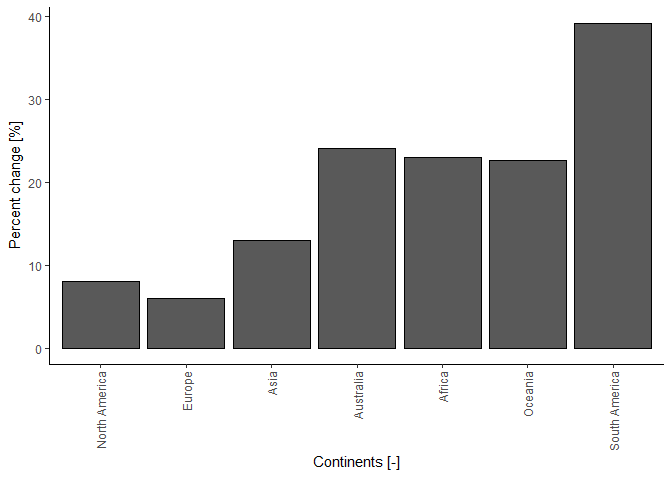 40
30
20
10
0
Percent change [%]
North America
Europe
Asia
Australia
Africa
Oceania
South America
Continents [-]